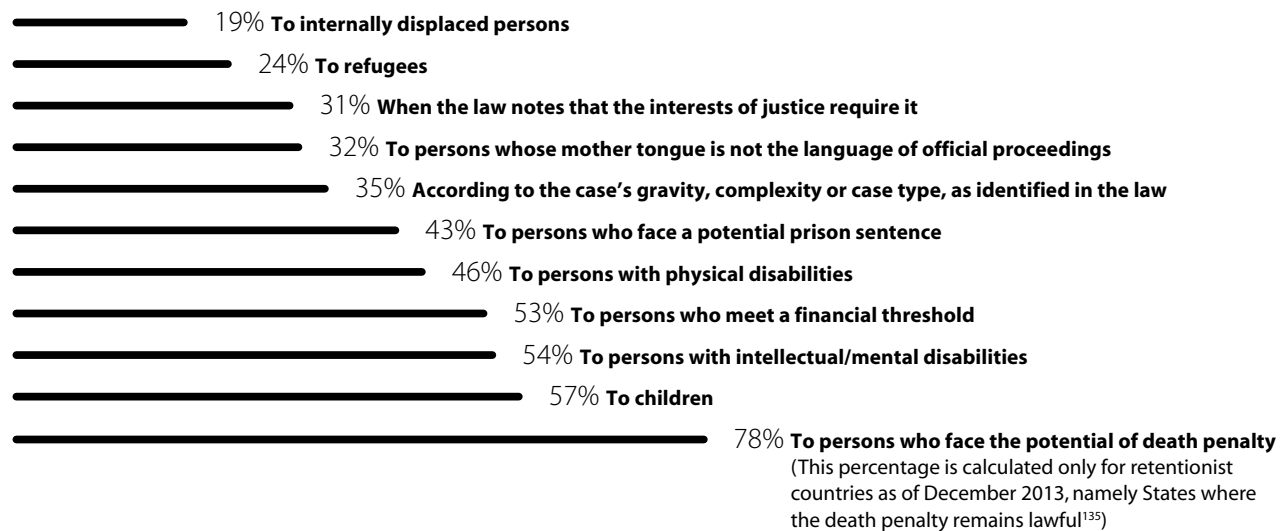 19% To internally displaced persons
24% To refugees
31% When the law notes that the interests of justice require it
32% To persons whose mother tongue is not the language of official proceedings
35% According to the case’s gravity, complexity or case type, as identified in the law
43% To persons who face a potential prison sentence
46% To persons with physical disabilities
53% To persons who meet a financial threshold
54% To persons with intellectual/mental disabilities
57% To children
78% To persons who face the potential of death penalty
(This percentage is calculated only for retentionist
countries as of December 2013, namely States where
the death penalty remains lawful¹³⁵)